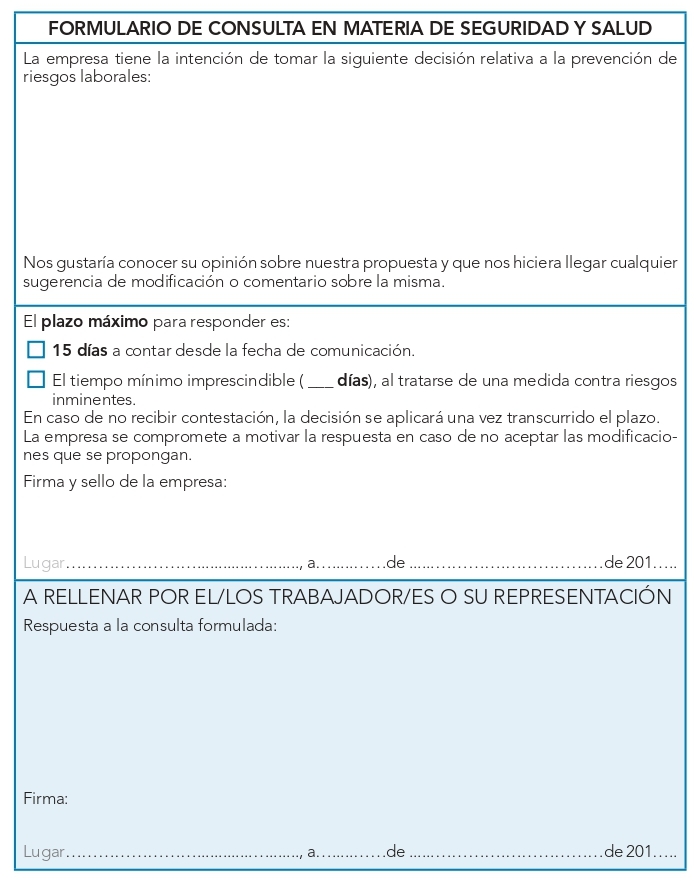 FORMULARIO DE CONSULTA EN MATERIA DE SEGURIDAD Y SALUD
La empresa tiene la intención de tomar la siguiente decisión relativa a la prevención de
riesgos laborales:
Nos gustaría conocer su opinión sobre nuestra propuesta y que nos hiciera llegar cualquier
sugerencia de modificación o comentario sobre la misma.
El plazo máximo para responder es:
15 días a contar desde la fecha de comunicación.
El tiempo mínimo imprescindible ( ___ días), al tratarse de una medida contra riesgos
inminentes.
En caso de no recibir contestación, la decisión se aplicará una vez transcurrido el plazo.
La empresa se compromete a motivar la respuesta en caso de no aceptar las modificacio-
nes que se propongan.
Firma y sello de la empresa:
Lugar……………………..............…........., a…......……de ......……………………………de 201…..
A RELLENAR POR EL/LOS TRABAJADOR/ES O SU REPRESENTACIÓN
Respuesta a la consulta formulada:
Firma:
Lugar……………………..............…........., a…......……de ......……………………………de 201…..